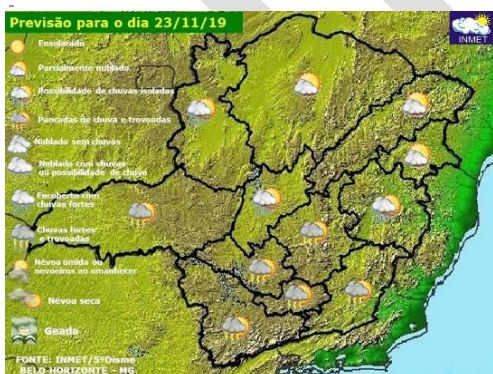 Previsão para o dia 23/11/19
INMET
Ensolarado
Parcialmente nublado
Possibilidade de chuvas isoladas
Pancadas de chuva e trovoadas
Nublado sem chuvas
Nublado com chuvas
ou possibilidade de chuva
Encoberto com
chuvas fortes
Chuvas fortes
e trovoadas
Névoa úmida ou
nevoeiros ao amanhecer
Névoa seca
Geada
FONTE: INMET/5ºDisme
BELO HORIZONTE - MG